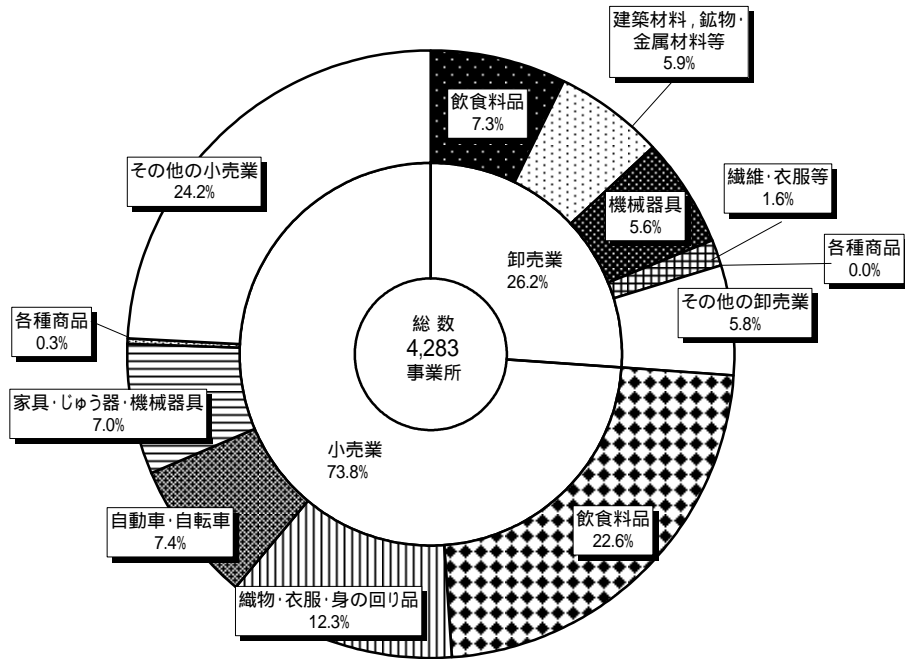 建築材料，鉱物・
金属材料等
5.9%
飲食料品
7.3%
その他の小売業
24.2%
繊維・衣服等
1.6%
機械器具
5.6%
卸売業
26.2%
各種商品
0.0%
その他の卸売業
5.8%
各種商品
0.3%
総 数
4,283
事業所
家具・じゅう器・機械器具
7.0%
小売業
73.8%
自動車・自転車
7.4%
飲食料品
22.6%
織物・衣服・身の回り品
12.3%